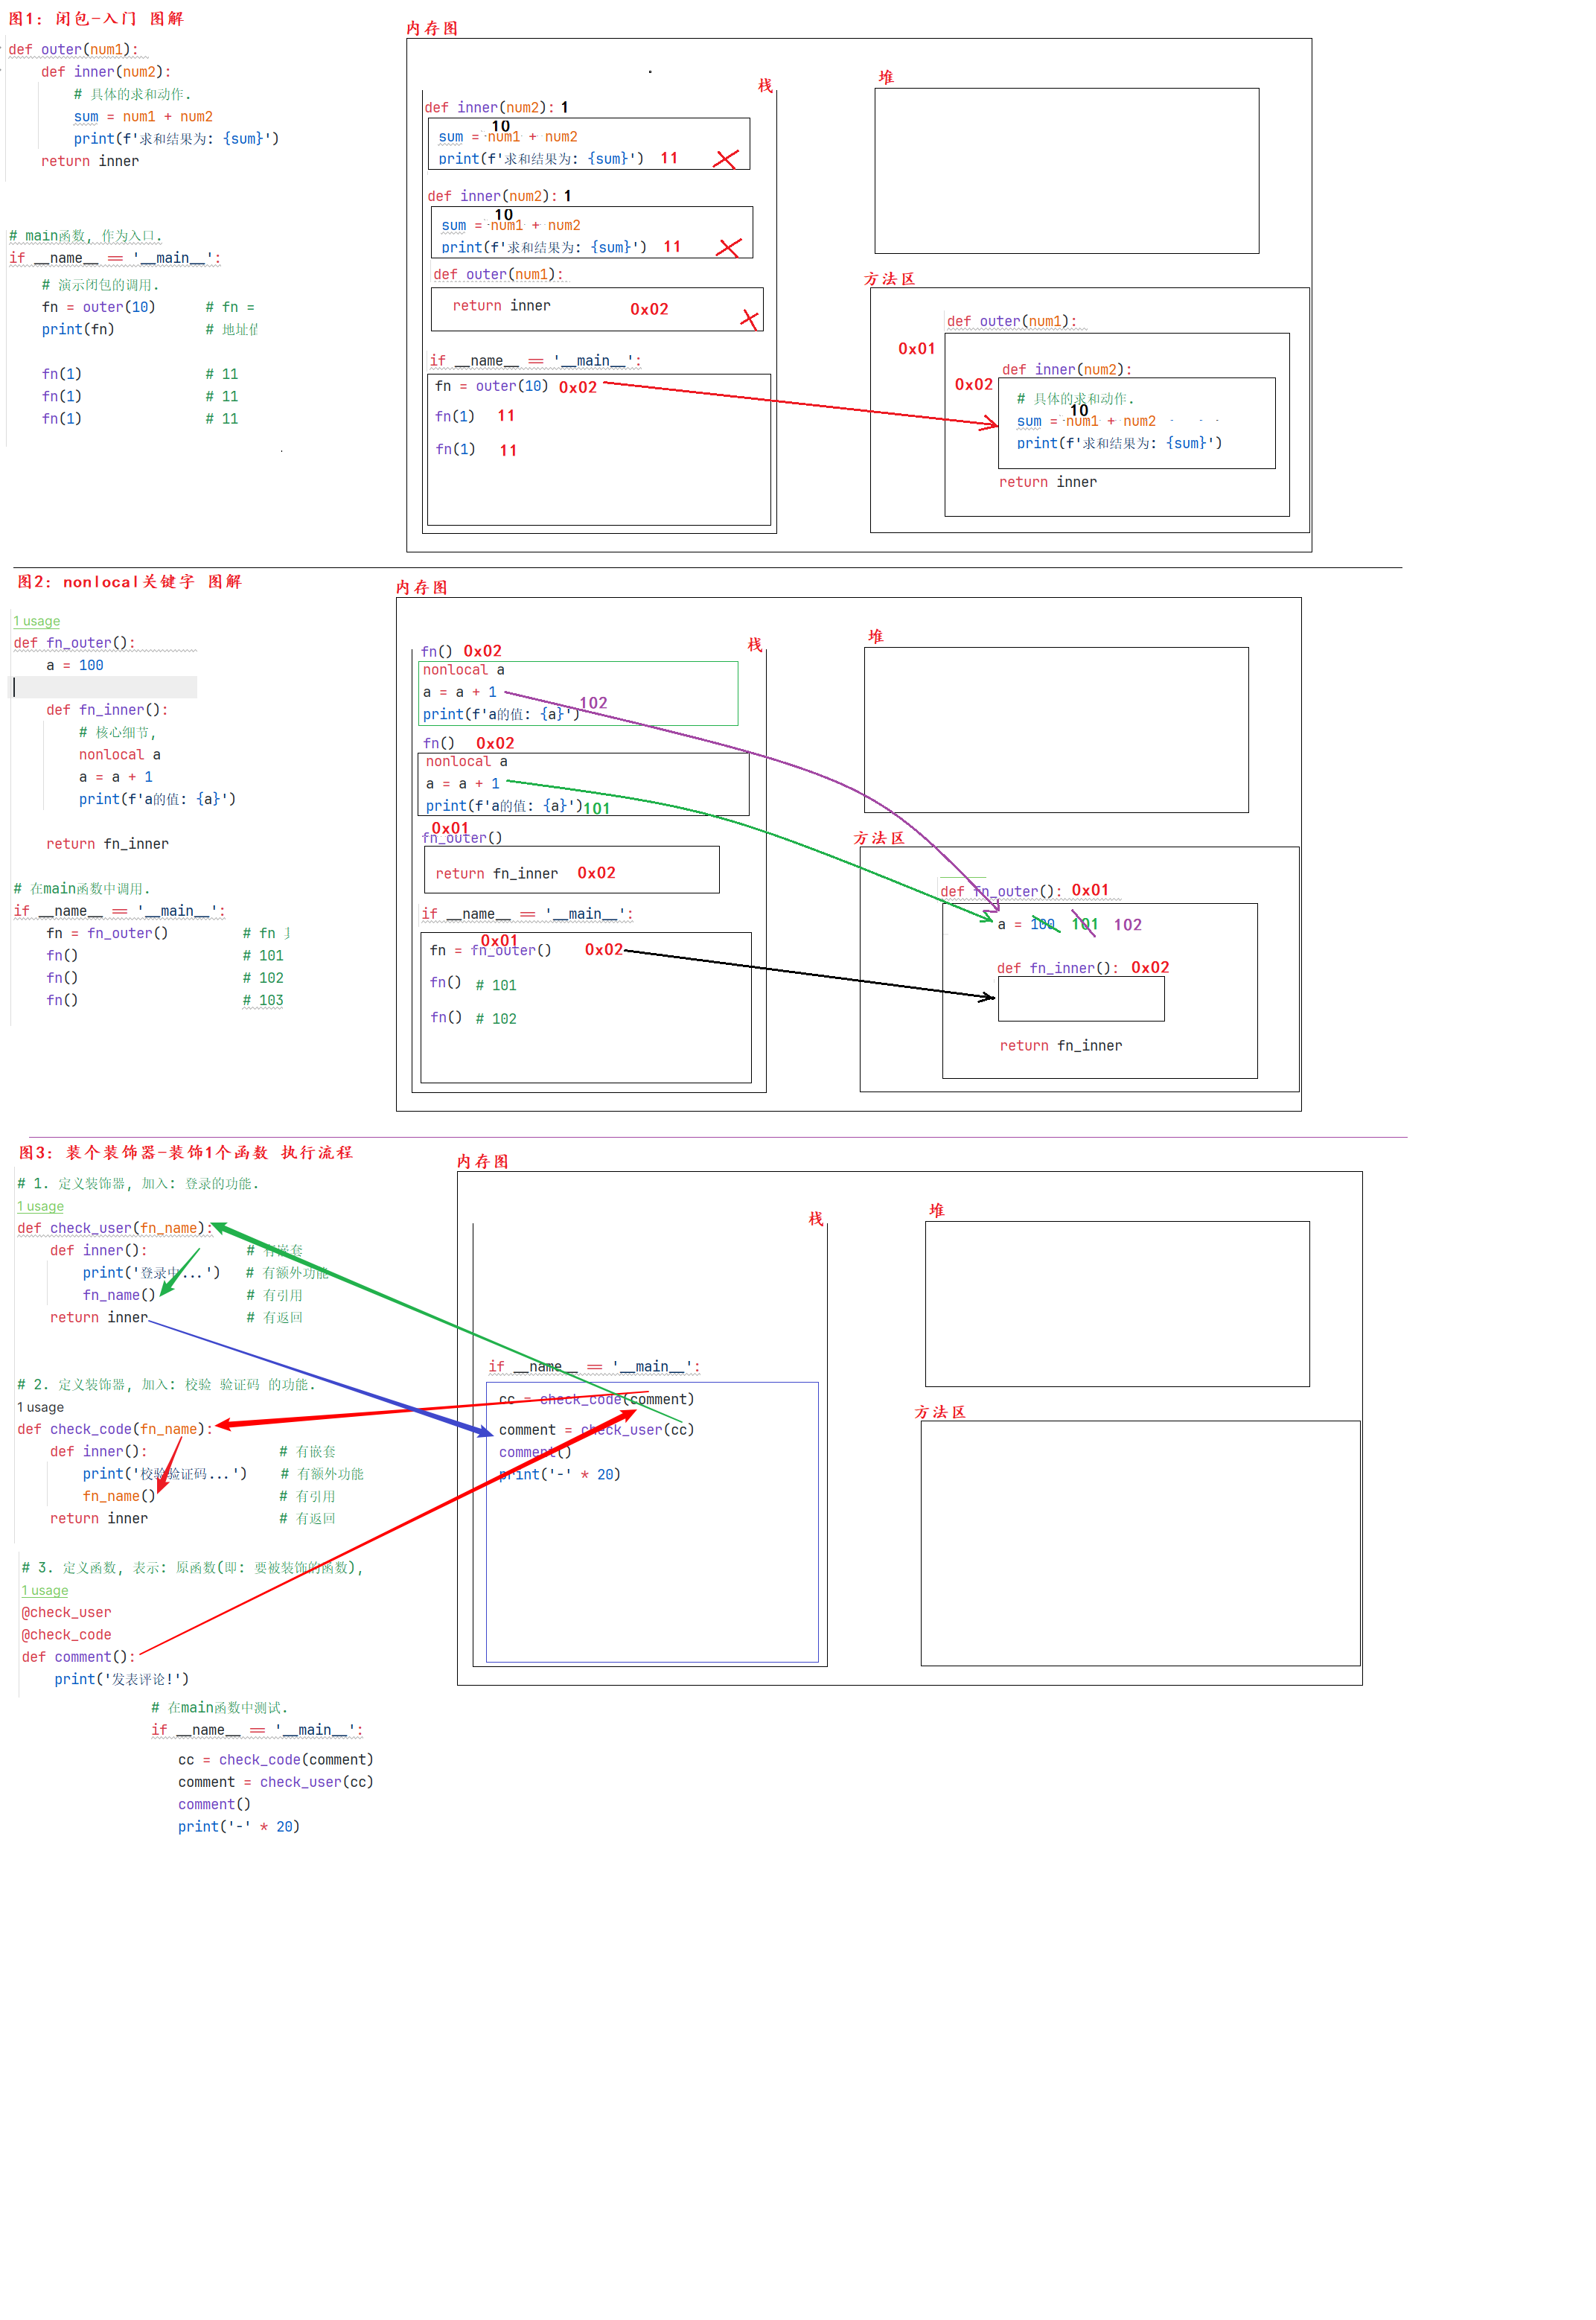 图1: 闭包-入门 图解
def outer(num1):
def inner(num2):
# 具体的求和动作.
sum = num1 + num2
print(f'求和结果为: {sum}')
return inner
# main函数, 作为入口.
if __name__ == '__main__':
# 演示闭包的调用.
fn = outer(10) # fn =
print(fn) # 地址值
fn(1) # 11
fn(1) # 11
fn(1) # 11
内存图
栈
def inner(num2): 1
10
sum = num1 + num2
print(f'求和结果为: {sum}') 11
def inner(num2): 1
10
sum = num1 + num2
print(f'求和结果为: {sum}') 11
def outer(num1):
return inner 0x02
if __name__ == '__main__':
fn = outer(10) 0x02
fn(1) 11
fn(1) 11
堆
方法区
def outer(num1):
0x01
def inner(num2):
0x02
# 具体的求和动作.
10
sum = num1 + num2
print(f'求和结果为: {sum}')
return inner
图2: nonlocal关键字 图解
1 usage
def fn_outer():
a = 100
def fn_inner():
# 核心细节,
nonlocal a
a = a + 1
print(f'a的值: {a}')
return fn_inner
# 在main函数中调用.
if __name__ == '__main__':
fn = fn_outer() # fn
fn() # 101
fn() # 102
fn() # 103
内存图
栈
fn() 0x02
nonlocal a
a = a + 1
102
print(f'a的值: {a}')
fn() 0x02
nonlocal a
a = a + 1
print(f'a的值: {a}') 101
0x01
fn_outer()
return fn_inner 0x02
if __name__ == '__main__':
0x01
fn = fn_outer() 0x02
fn() # 101
fn() # 102
堆
方法区
def fn_outer(): 0x01
a = 100 101 102
def fn_inner(): 0x02
return fn_inner
图3: 装个装饰器-装饰1个函数 执行流程
# 1. 定义装饰器, 加入: 登录的功能.
1 usage
def check_user(fn_name):
def inner(): # 有嵌套
print('登录中...') # 有额外功能
fn_name() # 有引用
return inner # 有返回
# 2. 定义装饰器, 加入: 校验 验证码 的功能.
1 usage
def check_code(fn_name):
def inner(): # 有嵌套
print('校验验证码...') # 有额外功能
fn_name() # 有引用
return inner # 有返回
# 3. 定义函数, 表示: 原函数(即: 要被装饰的函数),
1 usage
@check_user
@check_code
def comment():
print('发表评论!')
# 在main函数中测试.
if __name__ == '__main__':
cc = check_code(comment)
comment = check_user(cc)
comment()
print('-' * 20)
内存图
栈
if __name__ == '__main__':
cc = check_code(comment)
comment = check_user(cc)
comment()
print('-' * 20)
堆
方法区